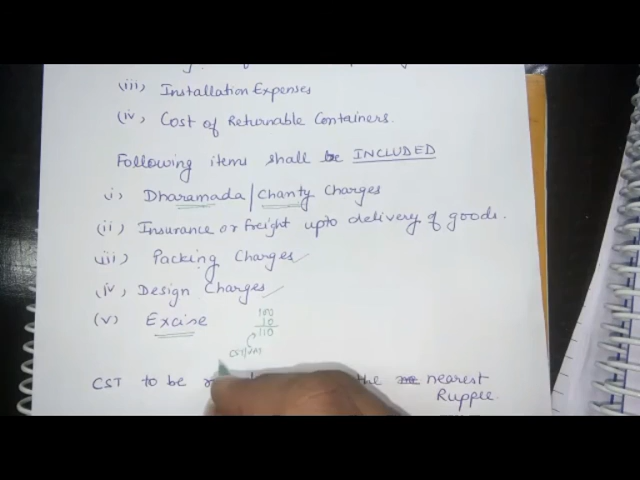 (iii) Installation Expenses
(iv) Cost of Returnable Containers.
Following items shall be INCLUDED
(i) Dharamada/Charity Charges
(ii) Insurance or freight upto delivery of goods.
(iii) Packing Charges
(iv) Design Charges
(v) Excise
100
10
110
CST to be the nearest
Ruppee.